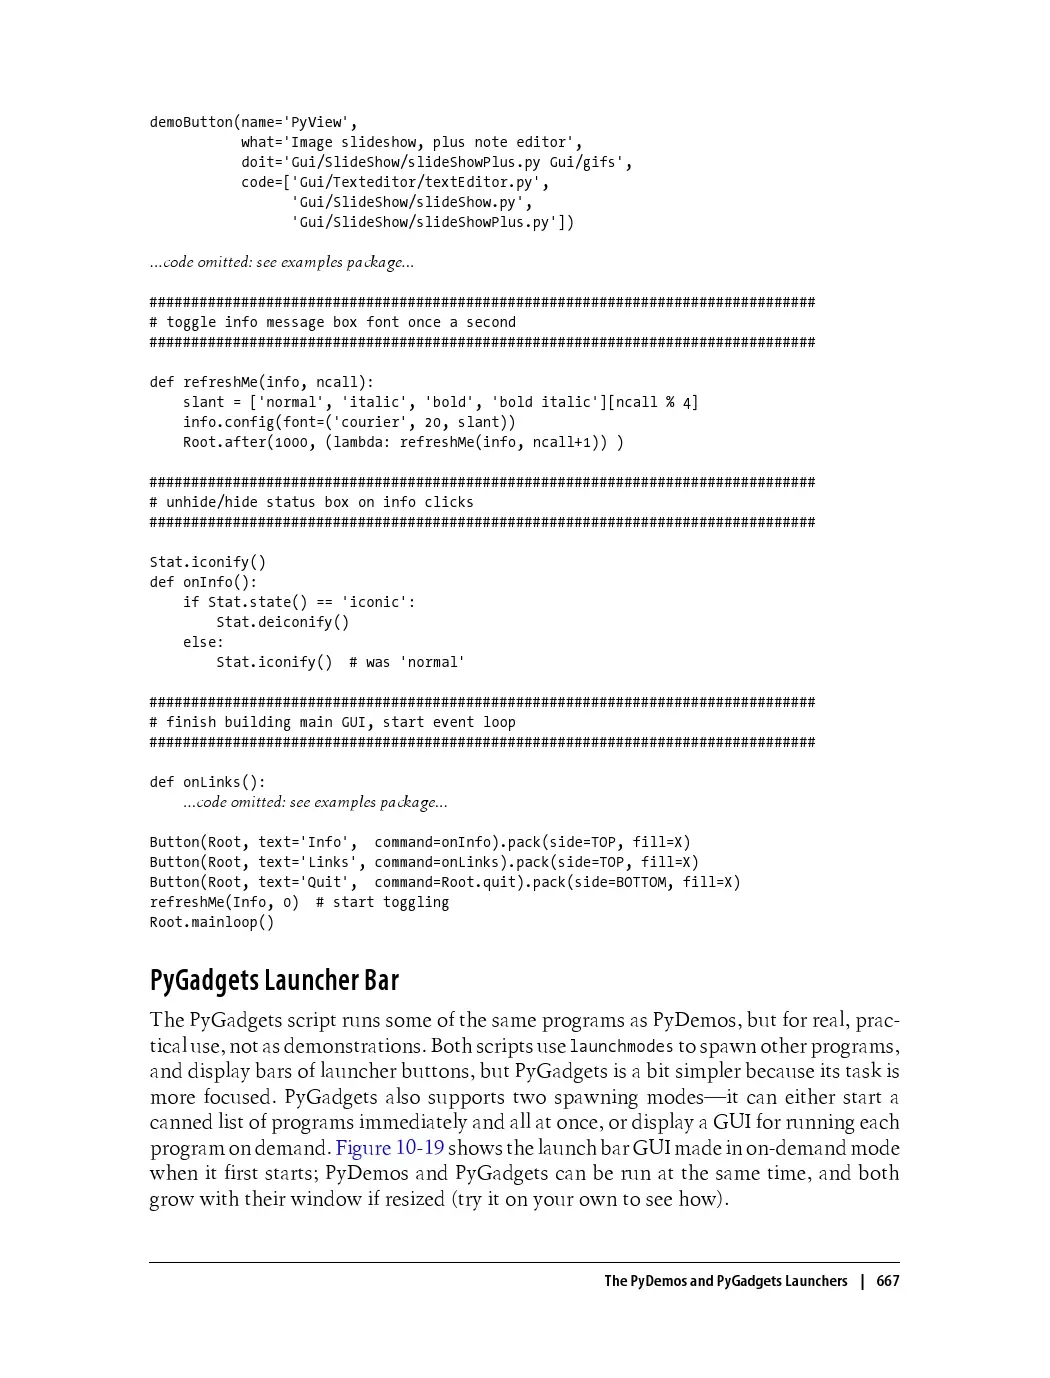 demoButton(name='PyView',
           what='Image slideshow, plus note editor',
           doit='Gui/SlideShow/slideShowPlus.py Gui/gifs',
           code=['Gui/Texteditor/textEditor.py',
                 'Gui/SlideShow/slideShow.py',
                 'Gui/SlideShow/slideShowPlus.py'])
...code omitted: see examples package...
################################################################################
# toggle info message box font once a second
################################################################################
def refreshMe(info, ncall):
    slant = ['normal', 'italic', 'bold', 'bold italic'][ncall % 4]
    info.config(font=('courier', 20, slant))
    Root.after(1000, (lambda: refreshMe(info, ncall+1)) )
################################################################################
# unhide/hide status box on info clicks
################################################################################
Stat.iconify()
def onInfo():
    if Stat.state() == 'iconic':
        Stat.deiconify()
    else:
        Stat.iconify()  # was 'normal'
################################################################################
# finish building main GUI, start event loop
################################################################################
def onLinks():
    ...code omitted: see examples package...
Button(Root, text='Info',  command=onInfo).pack(side=TOP, fill=X)
Button(Root, text='Links', command=onLinks).pack(side=TOP, fill=X)
Button(Root, text='Quit',  command=Root.quit).pack(side=BOTTOM, fill=X)
refreshMe(Info, 0)  # start toggling
Root.mainloop()
PyGadgets Launcher Bar
The PyGadgets script runs some of the same programs as PyDemos, but for real, prac-
tical use, not as demonstrations. Both scripts use launchmodes to spawn other programs,
and display bars of launcher buttons, but PyGadgets is a bit simpler because its task is
more focused. PyGadgets also supports two spawning modes—it can either start a
canned list of programs immediately and all at once, or display a GUI for running each
program on demand. Figure 10-19 shows the launch bar GUI made in on-demand mode
when it first starts; PyDemos and PyGadgets can be run at the same time, and both
grow with their window if resized (try it on your own to see how).
The PyDemos and PyGadgets Launchers | 667